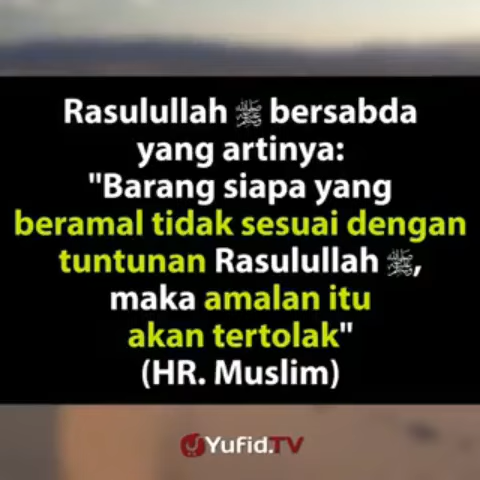 Rasulullah ﷺ bersabda
yang artinya:
"Barang siapa yang
beramal tidak sesuai dengan
tuntunan Rasulullah ﷺ,
maka amalan itu
akan tertolak"
(HR. Muslim)
YuFiD.TV